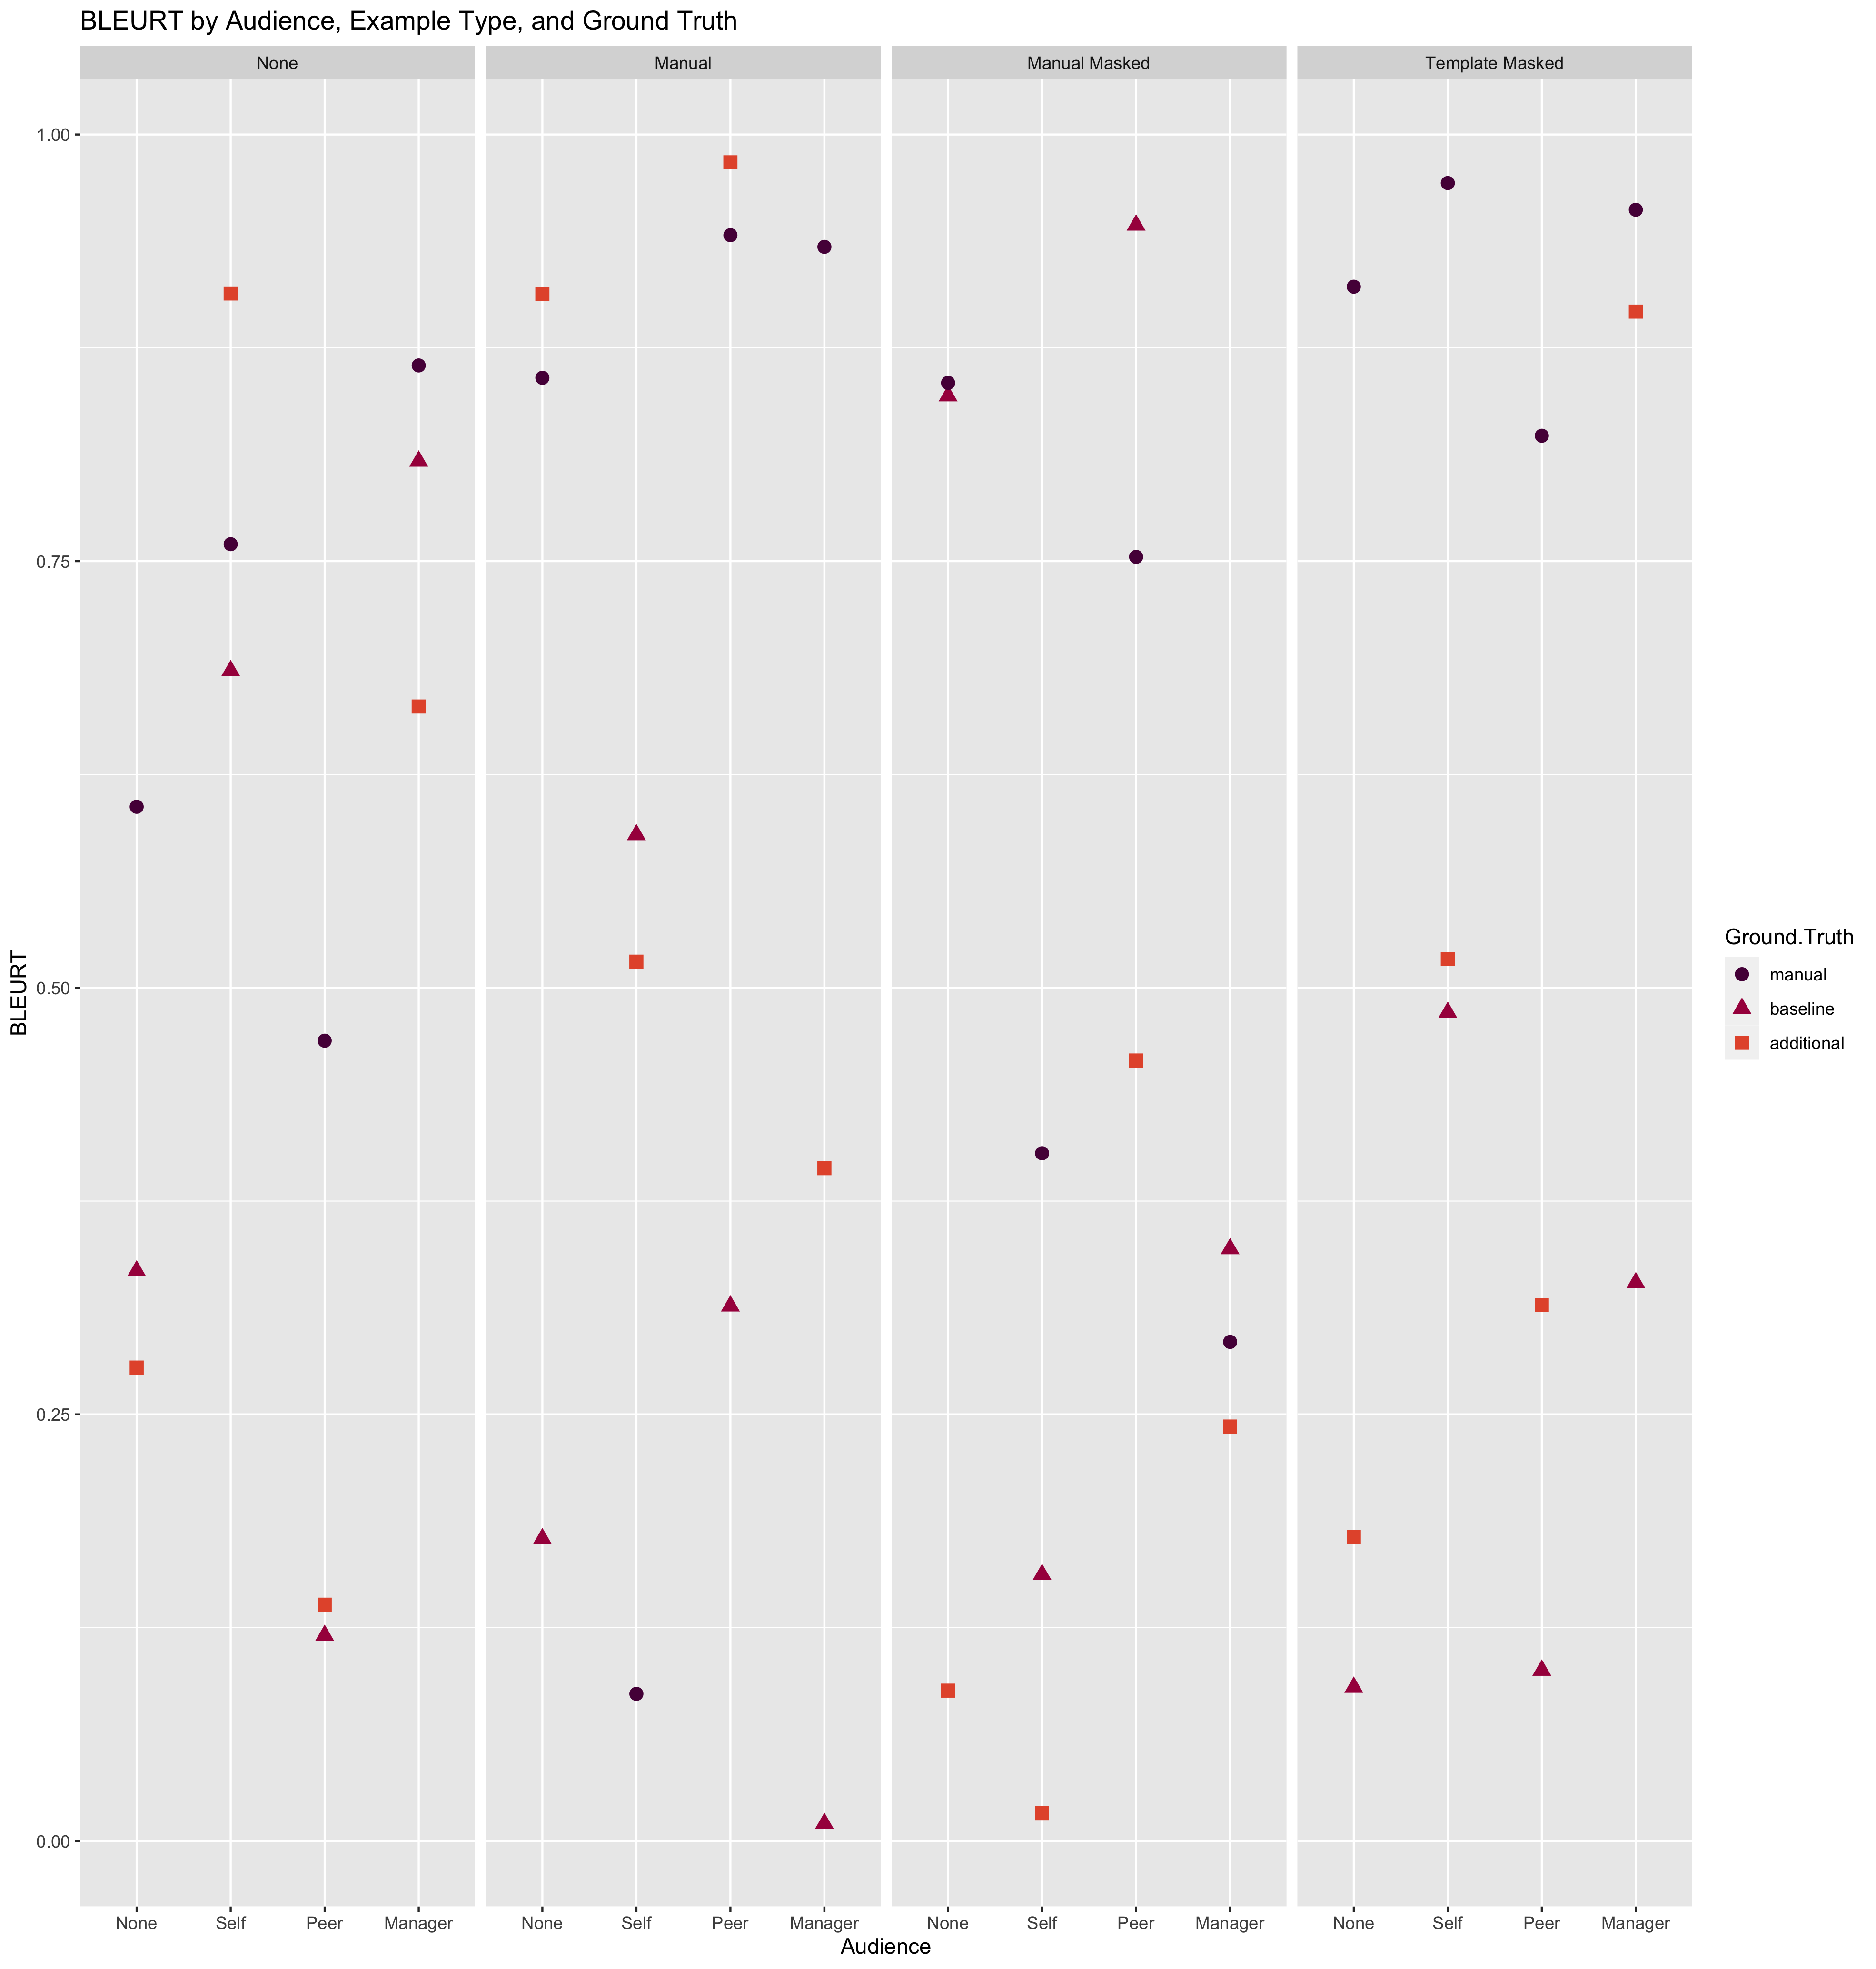 BLEURT by Audience, Example Type, and Ground Truth
None
Manual
Manual Masked
Template Masked
1.00
0.75
0.50
0.25
0.00
BLEURT
None Self Peer Manager
None Self Peer Manager
None Self Peer Manager
None Self Peer Manager
Audience
Ground.Truth
manual
baseline
additional